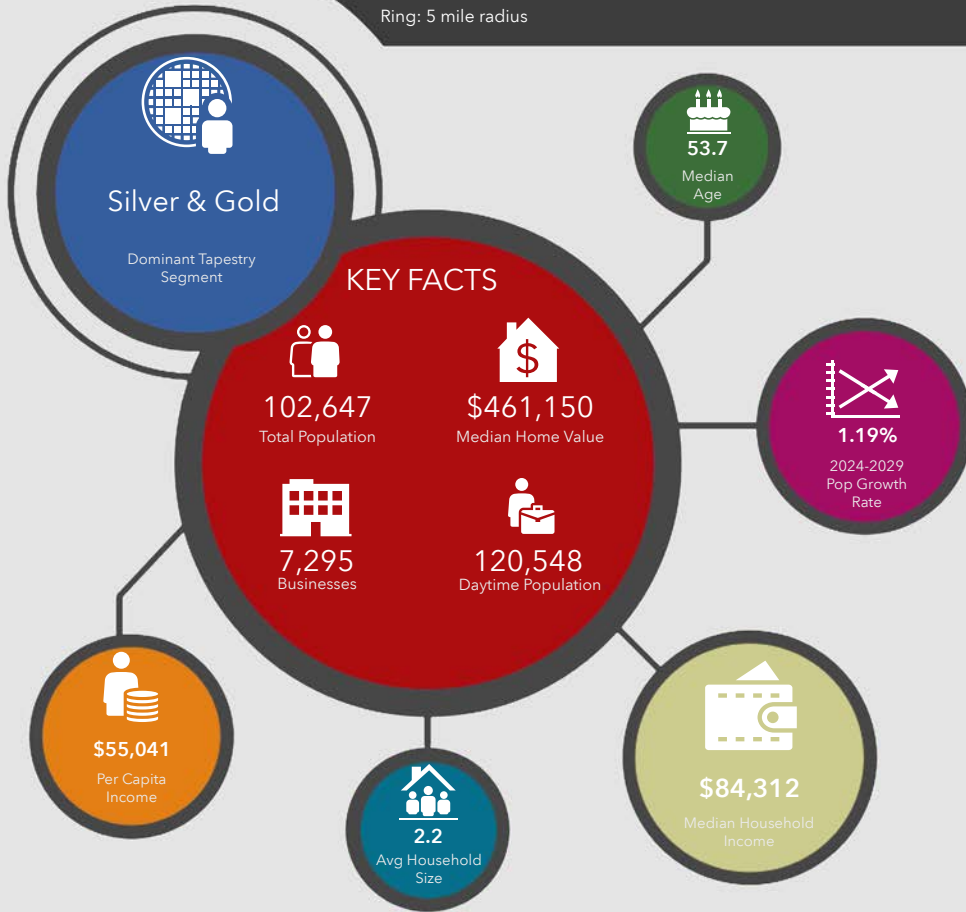 Ring: 5 mile radius
Silver & Gold
Dominant Tapestry
Segment
KEY FACTS
102,647
Total Population
$
$461,150
Median Home Value
7,295
Businesses
120,548
Daytime Population
53.7
Median
Age
1.19%
2024-2029
Pop Growth
Rate
$55,041
Per Capita
Income
2.2
Avg Household
Size
$84,312
Median Household
Income